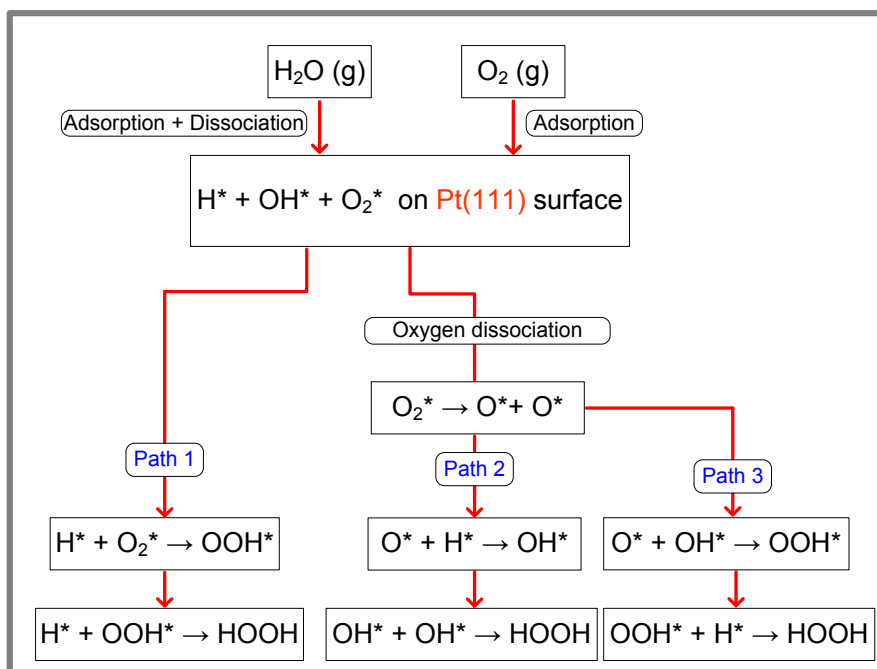 H₂O (g)
O₂ (g)
Adsorption + Dissociation
Adsorption
H* + OH* + O₂* on Pt(111) surface
Oxygen dissociation
O₂* → O*+ O*
Path 1
Path 2
Path 3
H* + O₂* → OOH*
O* + H* → OH*
O* + OH* → OOH*
H* + OOH* → HOOH
OH* + OH* → HOOH
OOH* + H* → HOOH